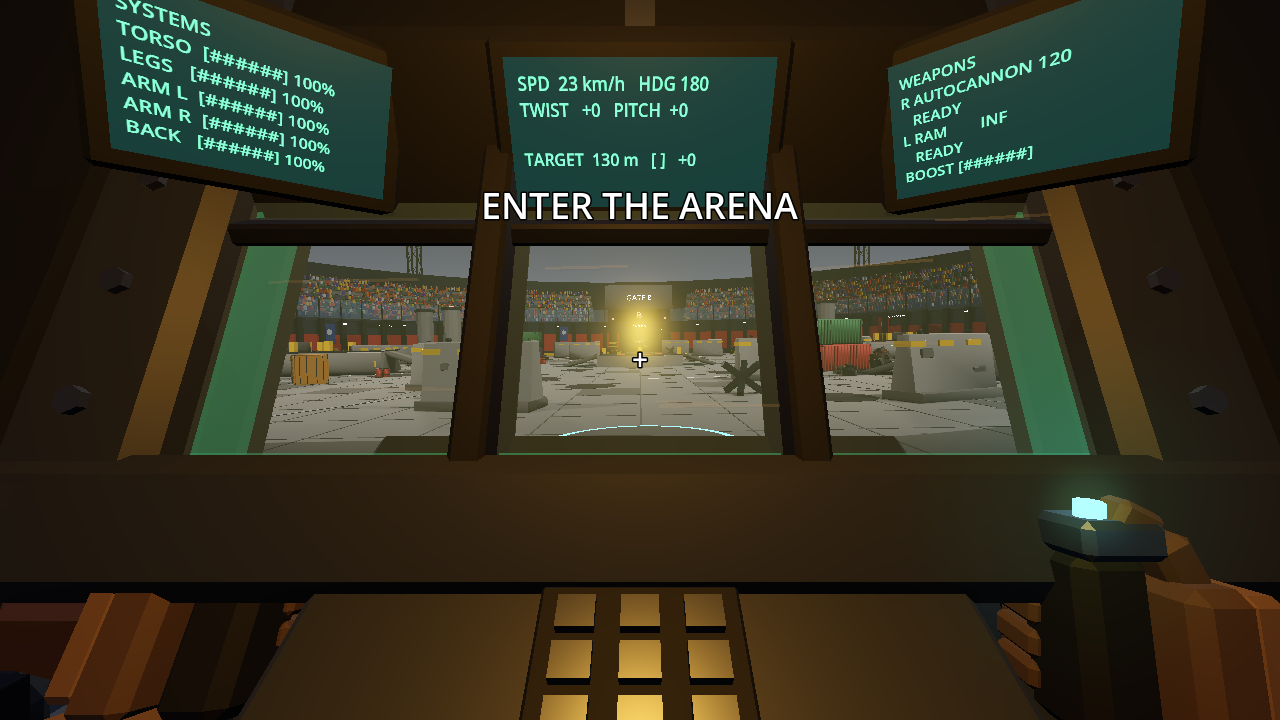 SYSTEMS
TORSO [######] 100%
LEGS [######] 100%
ARM L [######] 100%
ARM R [######] 100%
BACK [######] 100%
SPD 23 km/h HDG 180
TWIST +0 PITCH +0
TARGET 130 m [ ] +0
WEAPONS
R AUTOCANNON 120
READY
L RAM INF
READY
BOOST [######]
ENTER THE ARENA